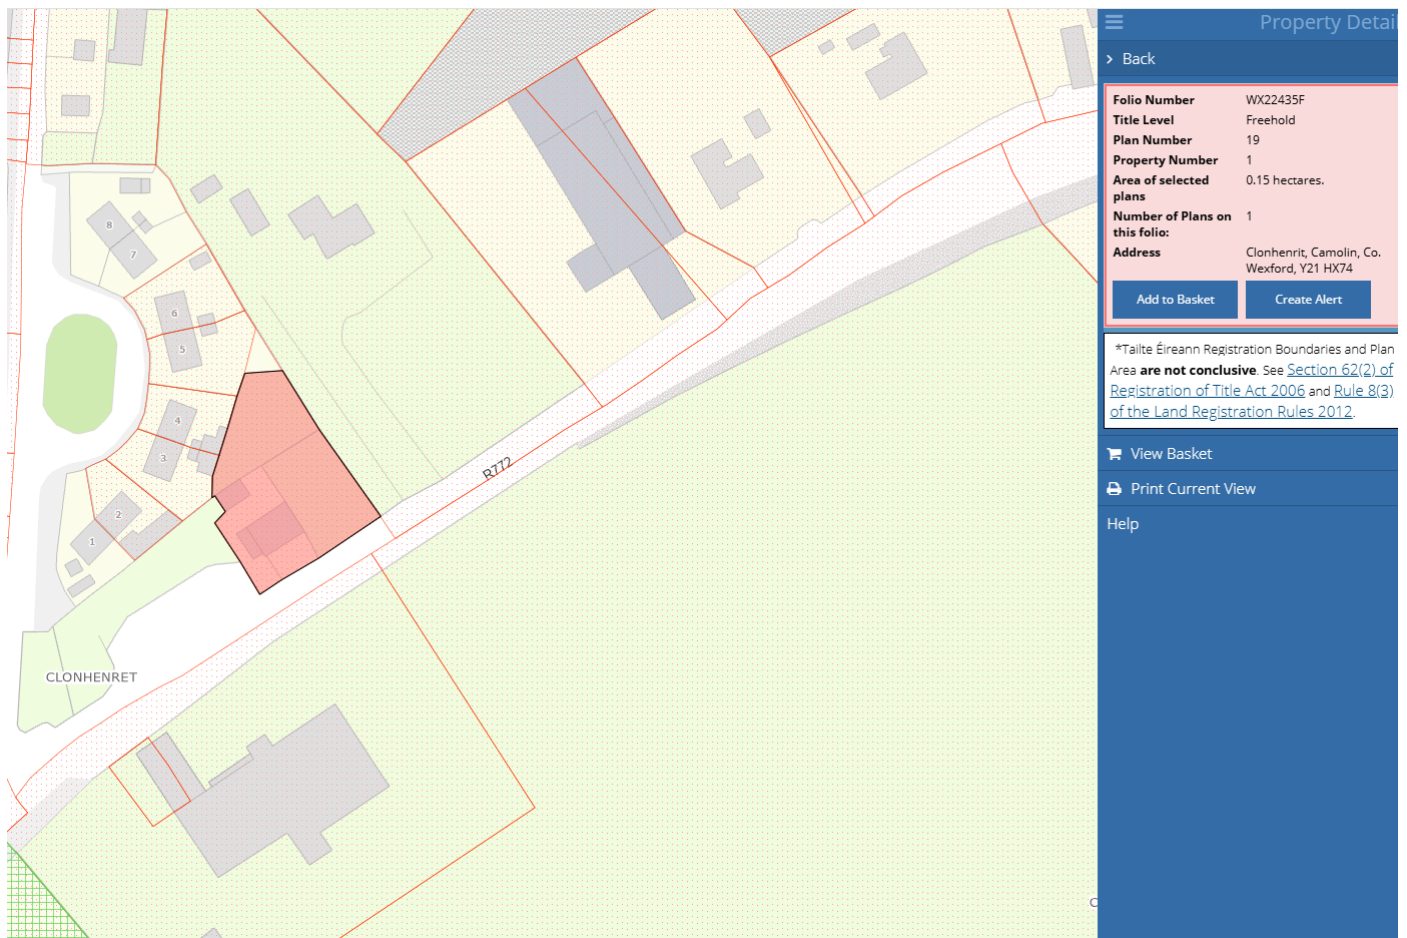 Property Detail
Back
Folio Number WX22435F
Title Level Freehold
Plan Number 19
Property Number 1
Area of selected 0.15 hectares.
plans
Number of Plans on 1
this folio:
Address Clonhenrit, Camolin, Co.
Wexford, Y21 HX74
Add to Basket Create Alert
*Tailte Éireann Registration Boundaries and Plan
Area are not conclusive. See Section 62(2) of
Registration of Title Act 2006 and Rule 8(3)
of the Land Registration Rules 2012.
View Basket
Print Current View
Help
8
7
6
5
4
3
2
1
R772
CLONHENRET
C